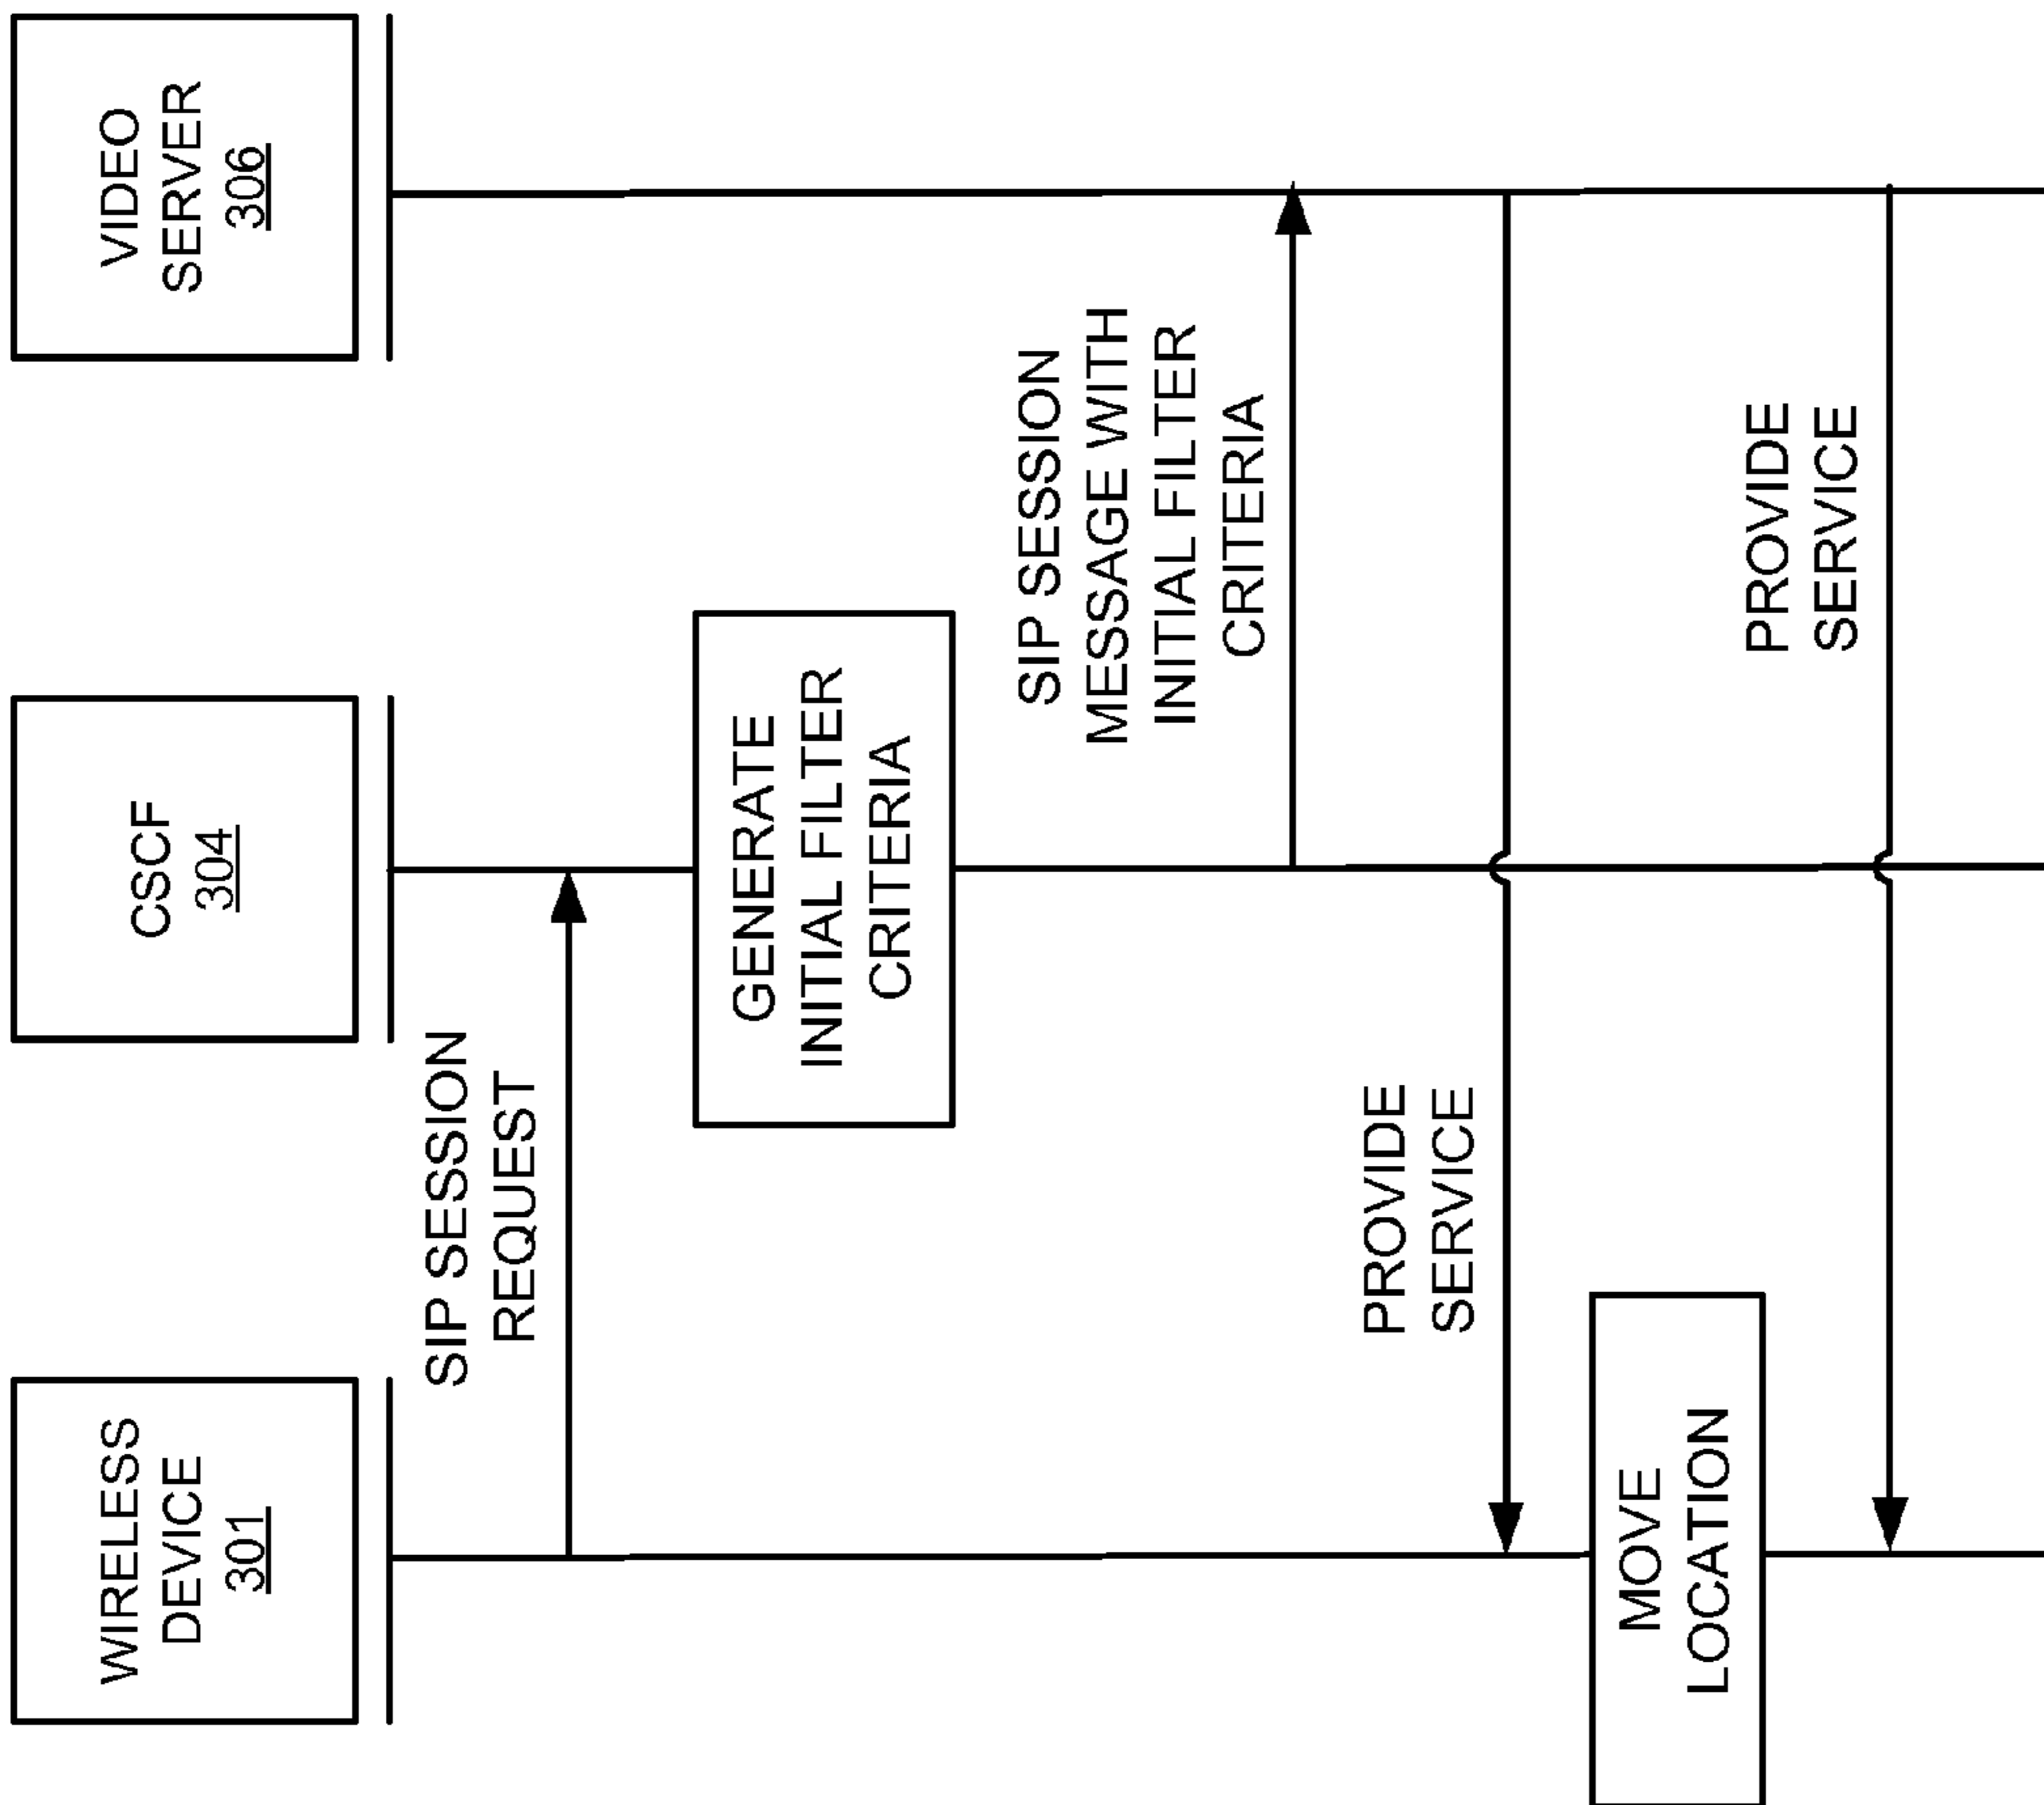 WIRELESS
DEVICE
301
CSCF
304
VIDEO
SERVER
306
SIP SESSION
REQUEST
GENERATE
INITIAL FILTER
CRITERIA
SIP SESSION
MESSAGE WITH
INITIAL FILTER
CRITERIA
PROVIDE
SERVICE
MOVE
LOCATION
PROVIDE
SERVICE